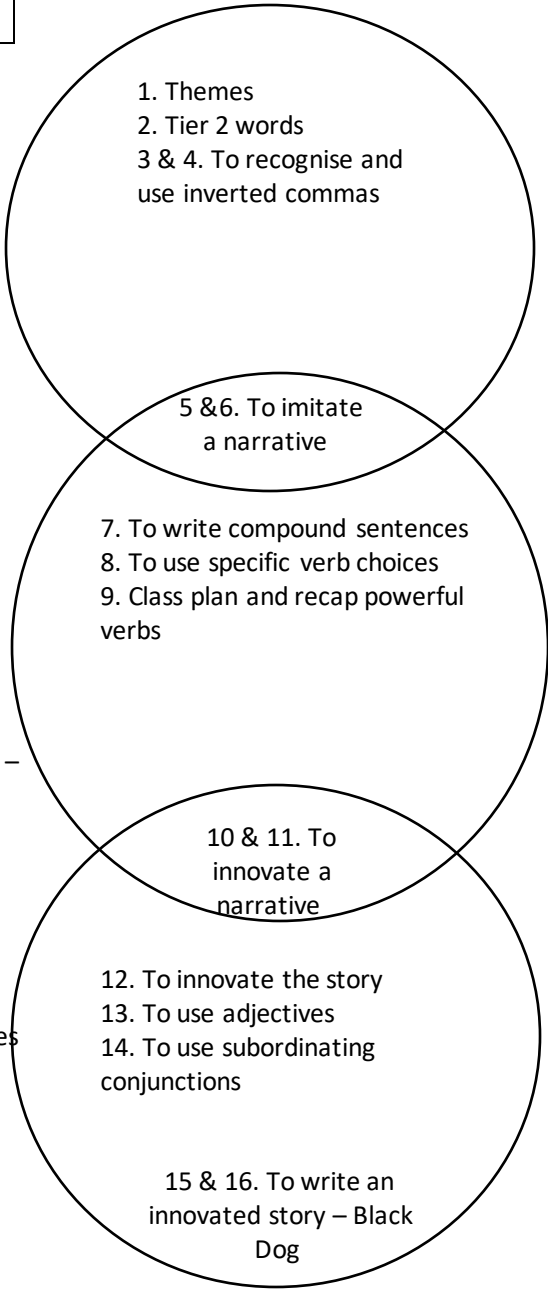 1. Themes
2. Tier 2 words
3 & 4. To recognise and
use inverted commas
5 &6. To imitate
a narrative
7. To write compound sentences
8. To use specific verb choices
9. Class plan and recap powerful
verbs
–
10 & 11. To
innovate a
narrative
12. To innovate the story
13. To use adjectives
es
14. To use subordinating
conjunctions
15 & 16. To write an
innovated story – Black
Dog